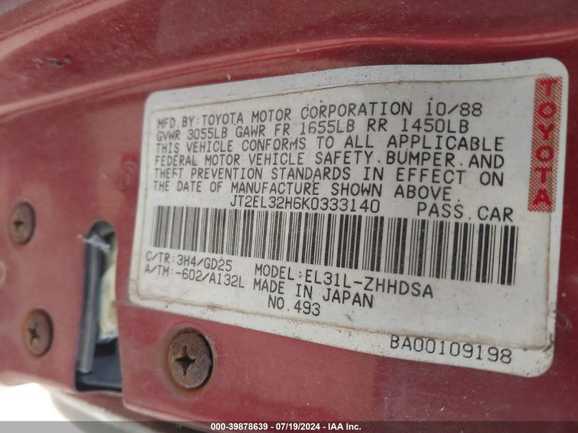 MFD.BY:TOYOTA MOTOR CORPORATION 10/88
GVWR 3055LB GAWR FR 1655LB RR 1450LB
THIS VEHICLE CONFORMS TO ALL APPLICABLE
FEDERAL MOTOR VEHICLE SAFETY.BUMPER.AND
THEFT PREVENTION STANDARDS IN EFFECT ON
THE DATE OF MANUFACTURE SHOWN ABOVE.
JT2EL32H6K0333140 PASS.CAR
C/TR:3H4/GD25 MODEL:EL31L-ZHHDSA
A/TM:-602/A132L MADE IN JAPAN
NO.493
BA00109198
TOYOTA
000-39878639 - 07/19/2024 - IAA Inc.